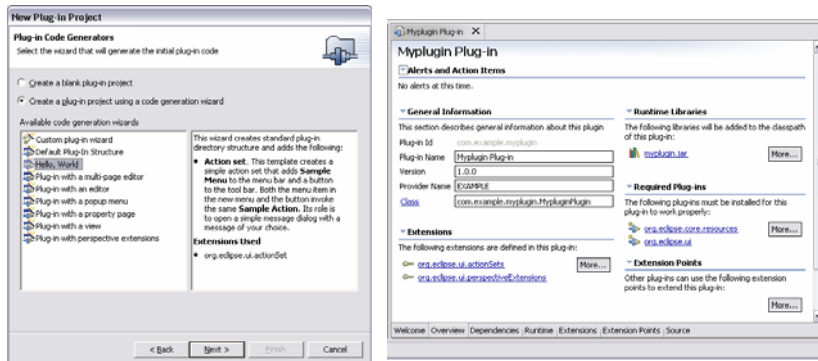 New Plug-in Project
Plug-in Code Generators
Select the wizard that will generate the initial plug-in code
Create a blank plug-in project
Create a plug-in project using a code generation wizard
Available code generation wizards
Custom plug-in wizard
Default Plug-In Structure
Hello, World
Plug-in with a multi-page editor
Plug-in with an editor
Plug-in with a popup menu
Plug-in with a property page
Plug-in with a view
Plug-in with perspective extensions
This wizard creates standard plug-in
directory structure and adds the following:
• Action set. This template creates a
simple action set that adds Sample
Menu to the menu bar and a button
to the tool bar. Both the menu item in
the new menu and the button invoke
the same Sample Action. Its role is
to open a simple message dialog with a
message of your choice.
Extensions Used
• org.eclipse.ui.actionSet
< Back Next > Finish Cancel
Myplugin Plug-in
Myplugin Plug-in
Alerts and Action Items
No alerts at this time.
General Information
This section describes general information about this plugin
Plug-in Id com.example.myplugin
Plug-in Name Myplugin Plug-in
Version 1.0.0
Provider Name EXAMPLE
Class com.example.myplugin.MypluginPlugin
Extensions
The following extensions are defined in this plug-in:
org.eclipse.ui.actionSets More...
org.eclipse.ui.perspectiveExtensions
Runtime Libraries
The following libraries will be added to the classpath
of this plug-in:
myplugin.jar More...
Required Plug-ins
The following plug-ins must be installed for this
plug-in to work properly:
org.eclipse.core.resources More...
org.eclipse.ui
Extension Points
Other plug-ins can use the following extension
points to extend this plug-in:
More...
Welcome Overview Dependencies Runtime Extensions Extension Points Source